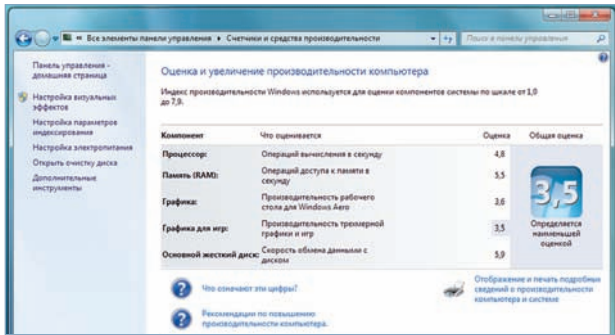 Все элементы панели управления ▸ Счетчики и средства производительности
Поиск в панели управления
Панель управления -
домашняя страница
Настройка визуальных
эффектов
Настройка параметров
индексирования
Настройка электропитания
Открыть очистку диска
Дополнительные
инструменты
Оценка и увеличение производительности компьютера
Индекс производительности Windows используется для оценки компонентов системы по шкале от 1,0
до 7,9.
Компонент Что оценивается Оценка Общая оценка
Процессор: Операций вычисления в секунду 4,8
Память (RAM): Операций доступа к памяти в
секунду 5,5
Графика: Производительность рабочего
стола для Windows Aero 3,6
Графика для игр: Производительность трехмерной
графики и игр 3,5
Основной жесткий диск: Скорость обмена данными с
диском 5,9
3,5
Определяется
наименьшей
оценкой
Что означают эти цифры?
Рекомендации по повышению
производительности компьютера.
Отображение и печать подробных
сведений о производительности
компьютера и системе